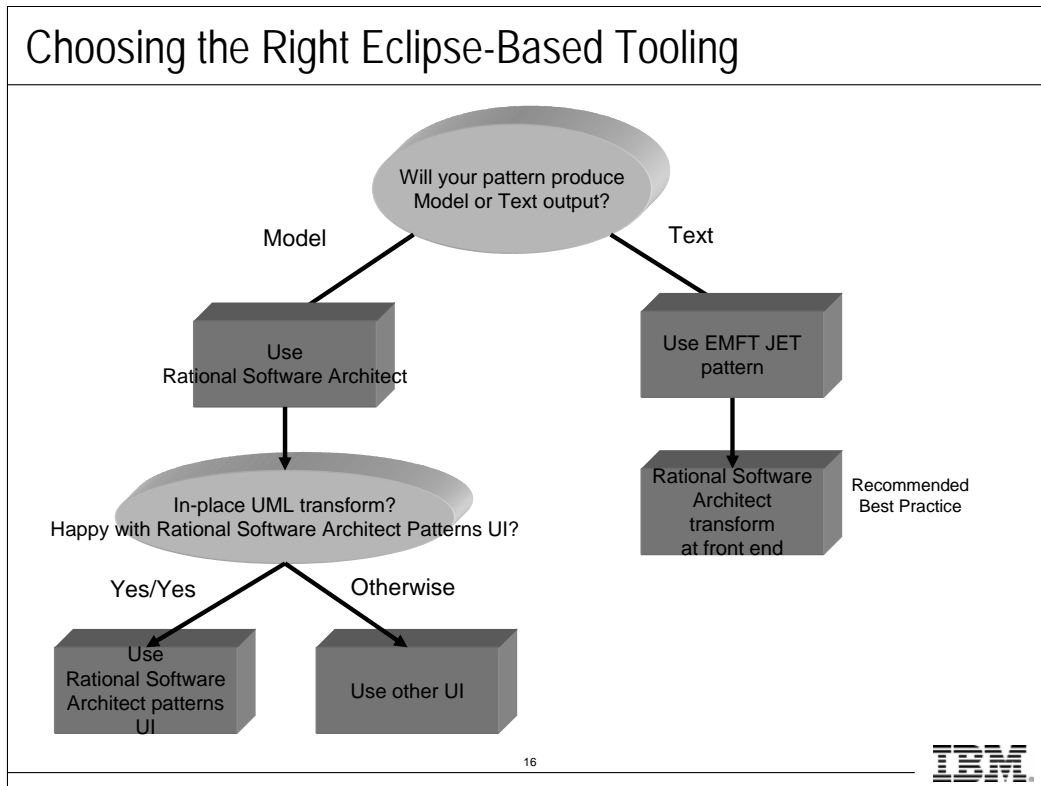 Choosing the Right Eclipse-Based Tooling
Will your pattern produce
Model or Text output?
Model
Text
Use
Rational Software Architect
Use EMFT JET
pattern
In-place UML transform?
Happy with Rational Software Architect Patterns UI?
Rational Software
Architect
transform
at front end
Recommended
Best Practice
Yes/Yes
Otherwise
Use
Rational Software
Architect patterns
UI
Use other UI
16
IBM.